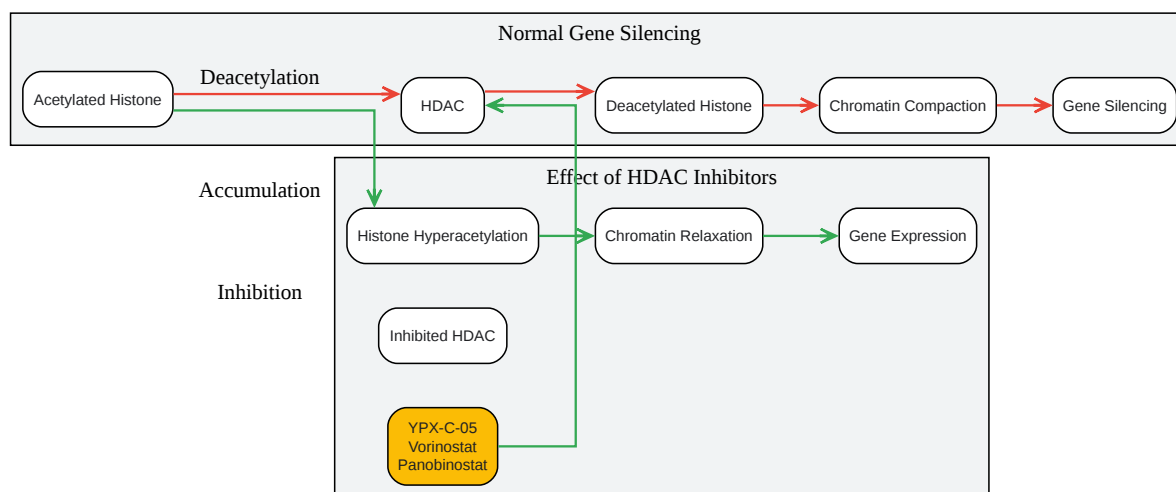 Normal Gene Silencing
Deacetylation
Acetylated Histone
HDAC
Deacetylated Histone
Chromatin Compaction
Gene Silencing
Effect of HDAC Inhibitors
Accumulation
Histone Hyperacetylation
Chromatin Relaxation
Gene Expression
Inhibition
Inhibited HDAC
YPX-C-05
Vorinostat
Panobinostat